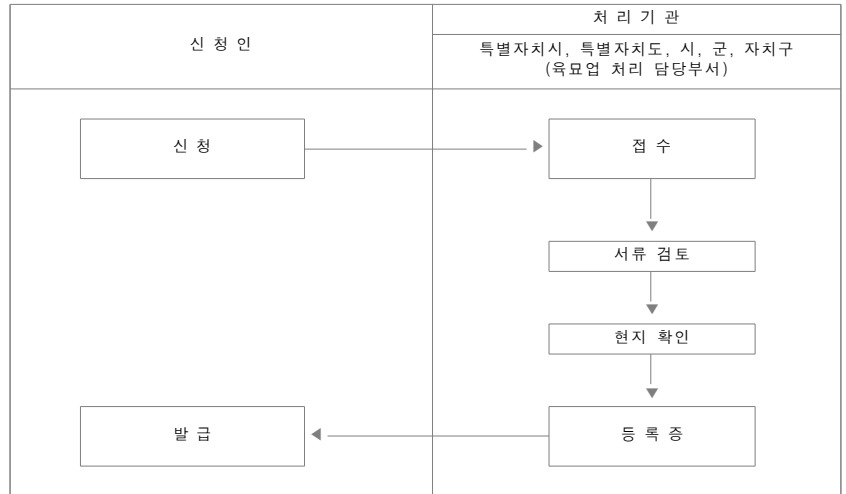 신 청 인
처 리 기 관
특별자치시, 특별자치도, 시, 군, 자치구
(육묘업 처리 담당부서)
신 청
접 수
서류 검토
현지 확인
발 급
등 록 증